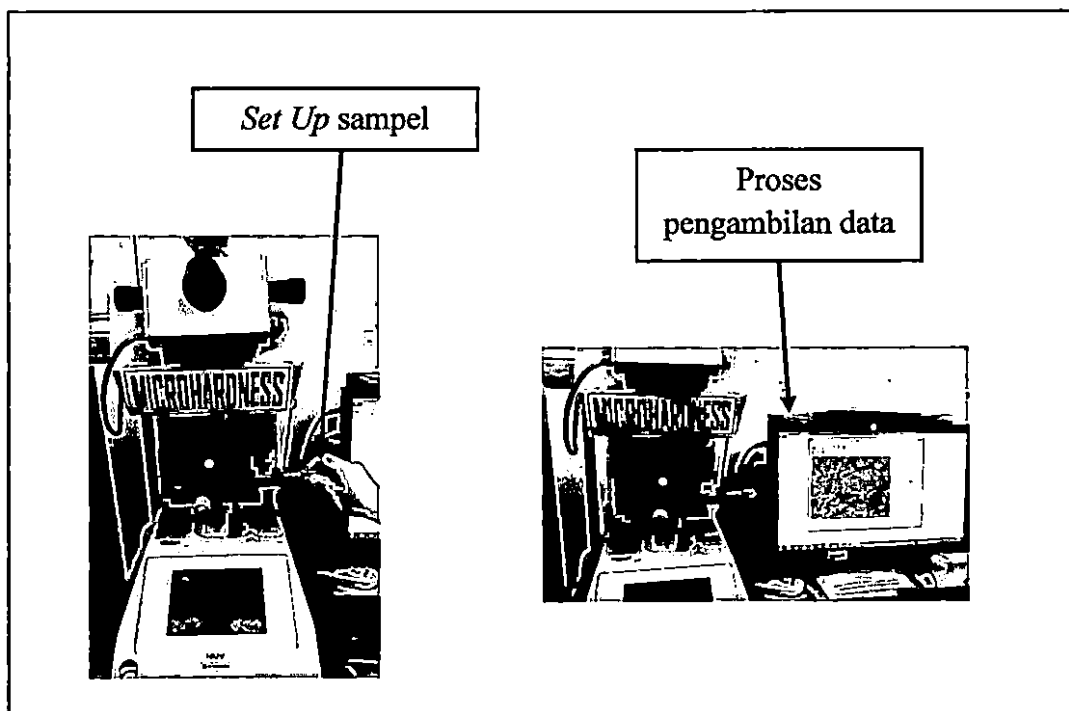 Set Up sampel
Proses
pengambilan data
MICROHARDNESS
MICROHARDNESS